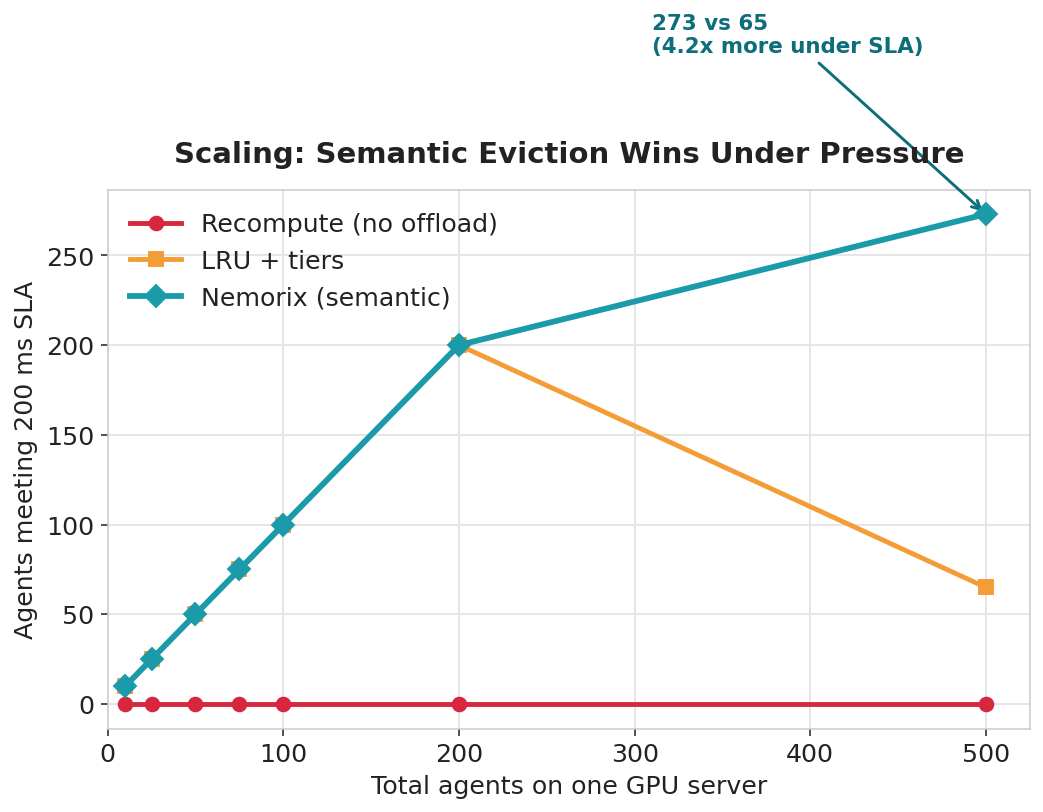 273 vs 65
(4.2x more under SLA)
Scaling: Semantic Eviction Wins Under Pressure
Recompute (no offload)
LRU + tiers
Nemorix (semantic)
Agents meeting 200 ms SLA
250
200
150
100
50
0
0 100 200 300 400 500
Total agents on one GPU server